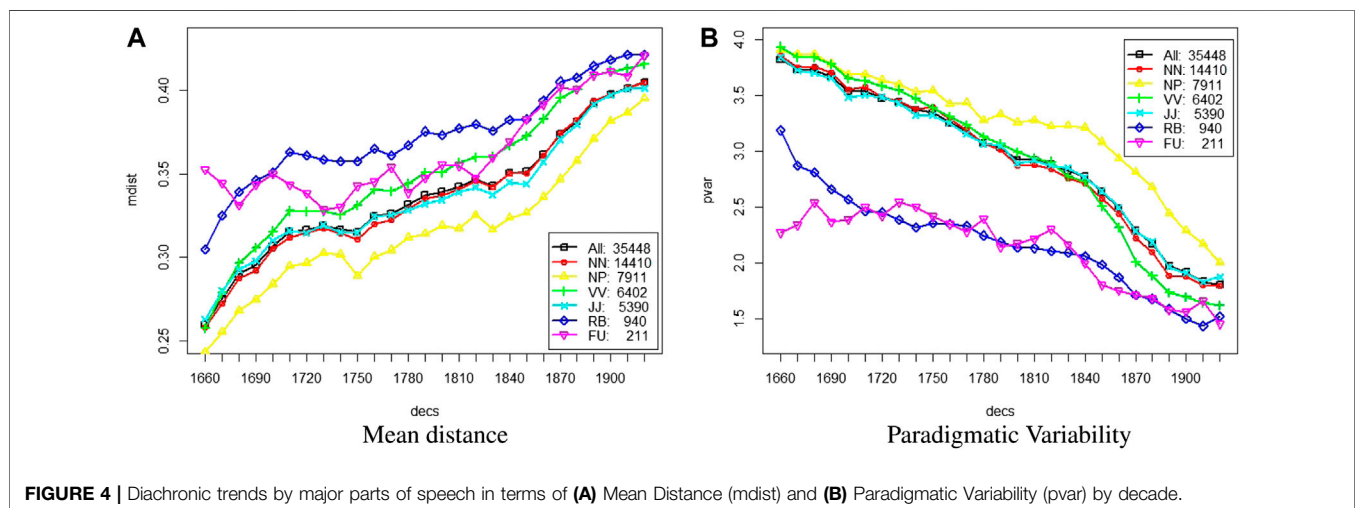 A
mdist
0.40
0.35
0.30
0.25
All: 35448
NN: 14410
NP: 7911
VV: 6402
JJ: 5390
RB: 940
FU: 211
1660 1690 1720 1750 1780 1810 1840 1870 1900
decs
Mean distance
B
pvar
4.0
3.5
3.0
2.5
2.0
1.5
All: 35448
NN: 14410
NP: 7911
VV: 6402
JJ: 5390
RB: 940
FU: 211
1660 1690 1720 1750 1780 1810 1840 1870 1900
decs
Paradigmatic Variability
FIGURE 4 | Diachronic trends by major parts of speech in terms of (A) Mean Distance (mdist) and (B) Paradigmatic Variability (pvar) by decade.